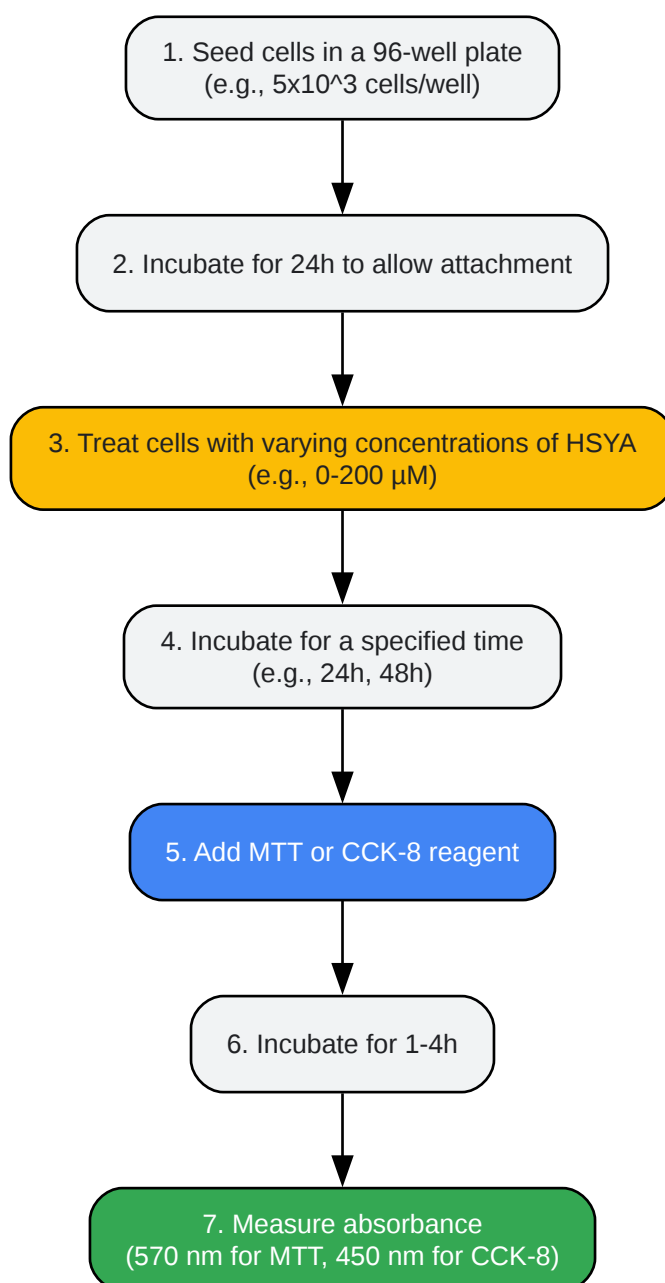 1. Seed cells in a 96-well plate
(e.g., 5x10^3 cells/well)
2. Incubate for 24h to allow attachment
3. Treat cells with varying concentrations of HSYA
(e.g., 0-200 µM)
4. Incubate for a specified time
(e.g., 24h, 48h)
5. Add MTT or CCK-8 reagent
6. Incubate for 1-4h
7. Measure absorbance
(570 nm for MTT, 450 nm for CCK-8)